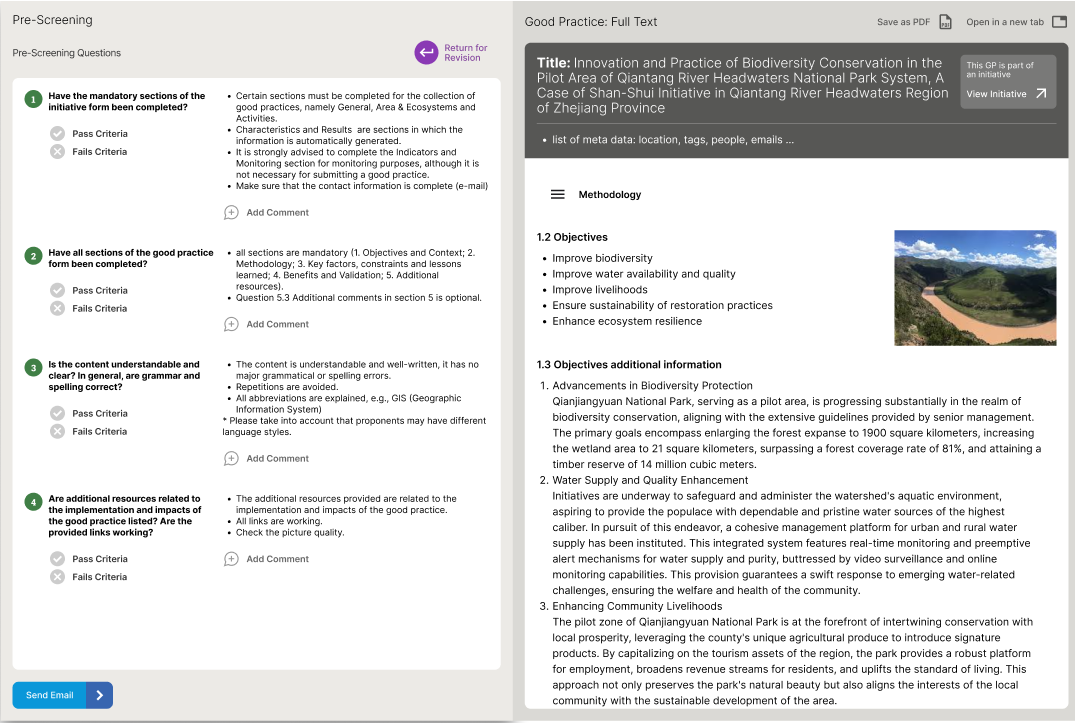 Pre-Screening
Pre-Screening Questions
Return for
Revision
1
Have the mandatory sections of the
initiative form been completed?
Pass Criteria
Fails Criteria
• Certain sections must be completed for the collection of
good practices, namely General, Area & Ecosystems and
Activities.
• Characteristics and Results are sections in which the
information is automatically generated.
• It is strongly advised to complete the Indicators and
Monitoring section for monitoring purposes, although it is
not necessary for submitting a good practice.
• Make sure that the contact information is complete (e-mail)
Add Comment
2
Have all sections of the good practice
form been completed?
Pass Criteria
Fails Criteria
• all sections are mandatory (1. Objectives and Context; 2.
Methodology; 3. Key factors, constraints and lessons
learned; 4. Benefits and Validation; 5. Additional
resources).
• Question 5.3 Additional comments in section 5 is optional.
Add Comment
3
Is the content understandable and
clear? In general, are grammar and
spelling correct?
Pass Criteria
Fails Criteria
• The content is understandable and well-written, it has no
major grammatical or spelling errors.
• Repetitions are avoided.
• All abbreviations are explained, e.g., GIS (Geographic
Information System)
* Please take into account that proponents may have different
language styles.
Add Comment
4
Are additional resources related to
the implementation and impacts of
the good practice listed? Are the
provided links working?
Pass Criteria
Fails Criteria
• The additional resources provided are related to the
implementation and impacts of the good practice.
• All links are working.
• Check the picture quality.
Add Comment
Send Email
Good Practice: Full Text
Save as PDF
PDF
Open in a new tab
Title: Innovation and Practice of Biodiversity Conservation in the
Pilot Area of Qiantang River Headwaters National Park System, A
Case of Shan-Shui Initiative in Qiantang River Headwaters Region
of Zhejiang Province
This GP is part of
an initiative
View Initiative
• list of meta data: location, tags, people, emails ...
Methodology
1.2 Objectives
• Improve biodiversity
• Improve water availability and quality
• Improve livelihoods
• Ensure sustainability of restoration practices
• Enhance ecosystem resilience
1.3 Objectives additional information
1. Advancements in Biodiversity Protection
Qianjiangyuan National Park, serving as a pilot area, is progressing substantially in the realm of
biodiversity conservation, aligning with the extensive guidelines provided by senior management.
The primary goals encompass enlarging the forest expanse to 1900 square kilometers, increasing
the wetland area to 21 square kilometers, surpassing a forest coverage rate of 81%, and attaining a
timber reserve of 14 million cubic meters.
2. Water Supply and Quality Enhancement
Initiatives are underway to safeguard and administer the watershed's aquatic environment,
aspiring to provide the populace with dependable and pristine water sources of the highest
caliber. In pursuit of this endeavor, a cohesive management platform for urban and rural water
supply has been instituted. This integrated system features real-time monitoring and preemptive
alert mechanisms for water supply and purity, buttressed by video surveillance and online
monitoring capabilities. This provision guarantees a swift response to emerging water-related
challenges, ensuring the welfare and health of the community.
3. Enhancing Community Livelihoods
The pilot zone of Qianjiangyuan National Park is at the forefront of intertwining conservation with
local prosperity, leveraging the county's unique agricultural produce to introduce signature
products. By capitalizing on the tourism assets of the region, the park provides a robust platform
for employment, broadens revenue streams for residents, and uplifts the standard of living. This
approach not only preserves the park's natural beauty but also aligns the interests of the local
community with the sustainable development of the area.